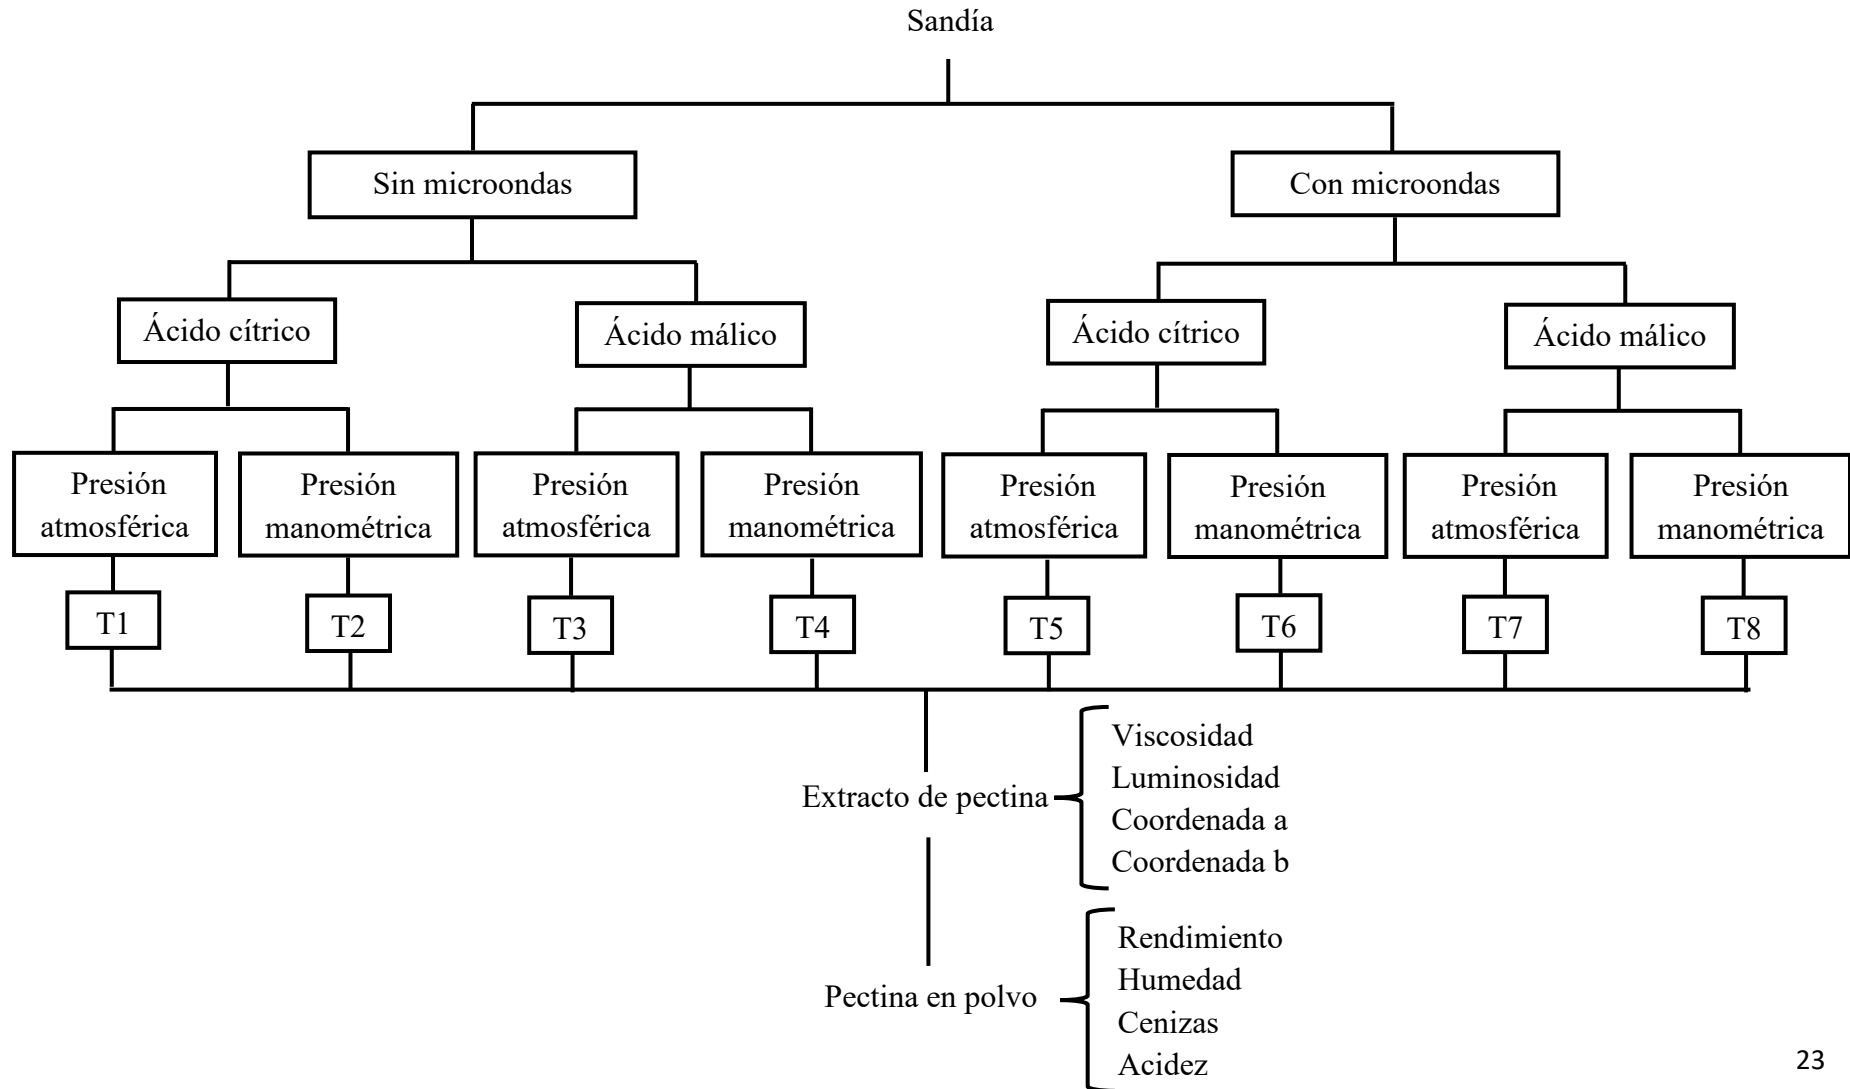 Sandía
Sin microondas
Con microondas
Ácido cítrico
Ácido málico
Ácido cítrico
Ácido málico
Presión
atmosférica
Presión
manométrica
Presión
atmosférica
Presión
manométrica
Presión
atmosférica
Presión
manométrica
Presión
atmosférica
Presión
manométrica
T1
T2
T3
T4
T5
T6
T7
T8
Extracto de pectina
Viscosidad
Luminosidad
Coordenada a
Coordenada b
Pectina en polvo
Rendimiento
Humedad
Cenizas
Acidez
23